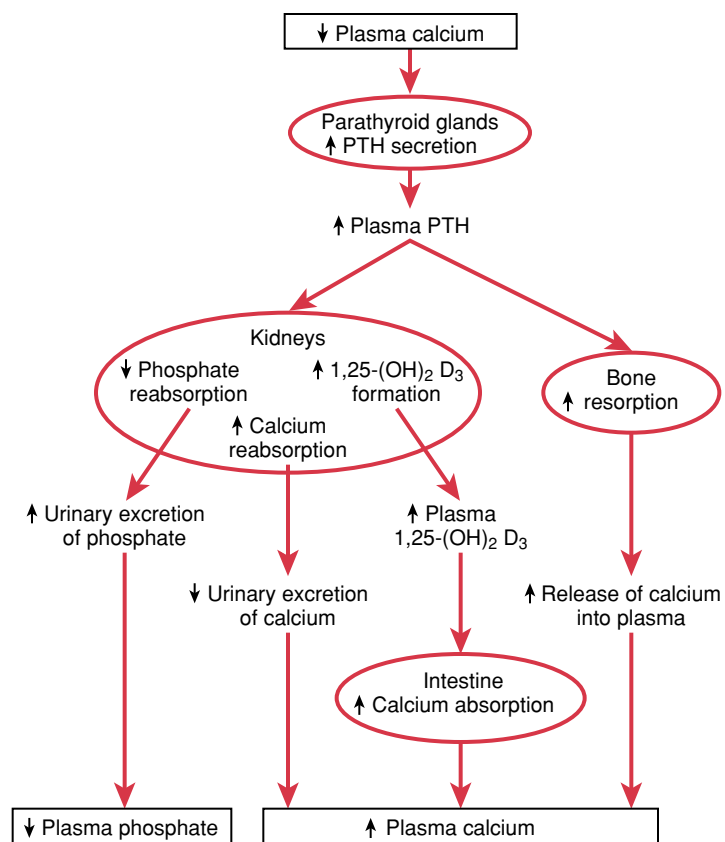 ↓ Plasma calcium
Parathyroid glands
↑ PTH secretion
↑ Plasma PTH
Kidneys
↓ Phosphate
reabsorption
↑ 1,25-(OH)₂ D₃
formation
↑ Calcium
reabsorption
Bone
↑ resorption
↑ Urinary excretion
of phosphate
↑ Plasma
1,25-(OH)₂ D₃
↓ Urinary excretion
of calcium
↑ Release of calcium
into plasma
Intestine
↑ Calcium absorption
↓ Plasma phosphate
↑ Plasma calcium